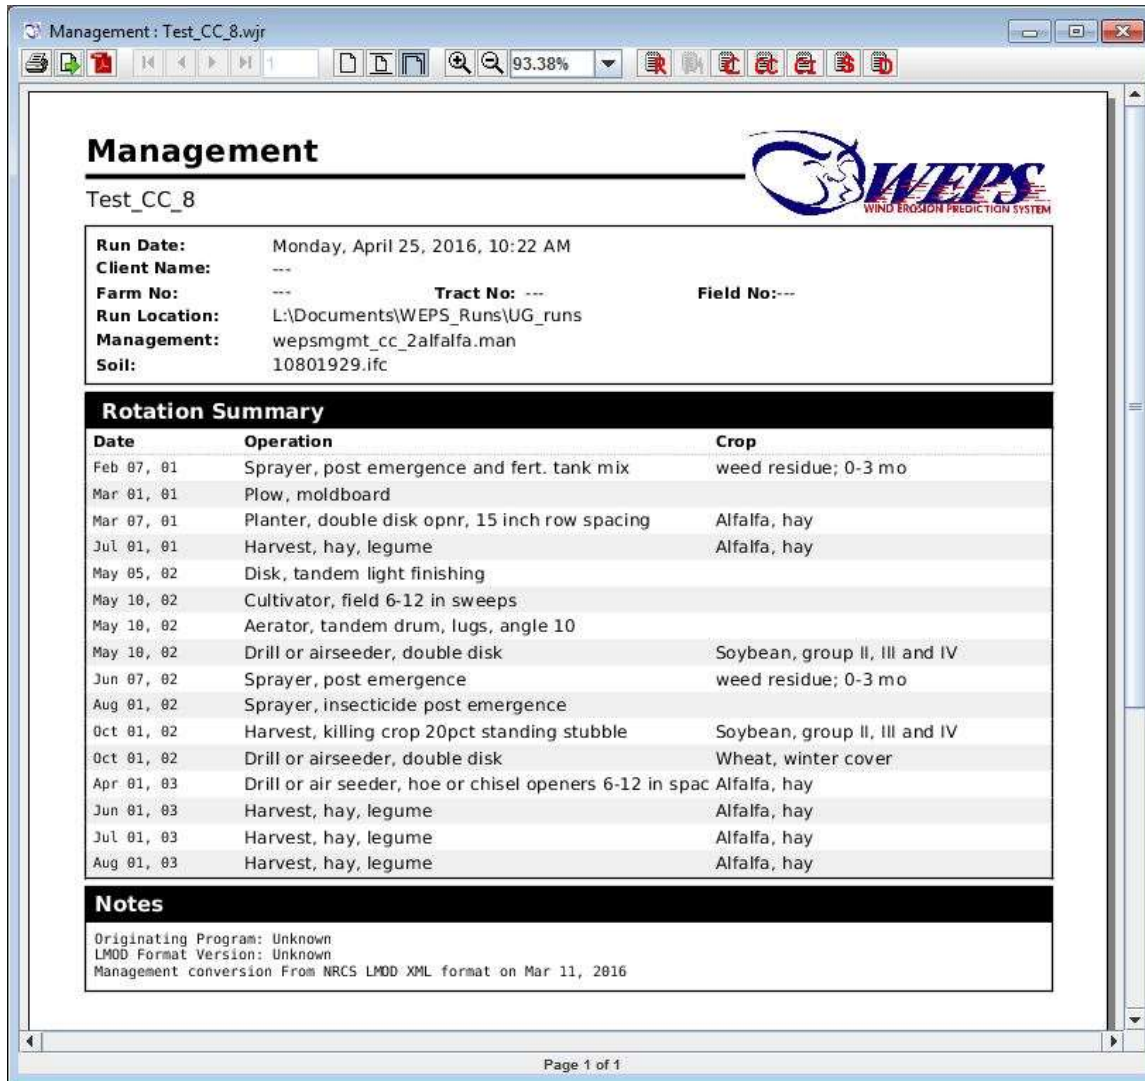 Management : Test_CC_8.wjr
1 93.38%
Management
WEPS
WIND EROSION PREDICTION SYSTEM
Test_CC_8
Run Date: Monday, April 25, 2016, 10:22 AM
Client Name: ---
Farm No: --- Tract No: --- Field No:---
Run Location: L:\Documents\WEPS_Runs\UG_runs
Management: wepsmgmt_cc_2alfalfa.man
Soil: 10801929.ifc
Rotation Summary
Date Operation Crop
Feb 07, 01 Sprayer, post emergence and fert. tank mix weed residue; 0-3 mo
Mar 01, 01 Plow, moldboard
Mar 07, 01 Planter, double disk opnr, 15 inch row spacing Alfalfa, hay
Jul 01, 01 Harvest, hay, legume Alfalfa, hay
May 05, 02 Disk, tandem light finishing
May 10, 02 Cultivator, field 6-12 in sweeps
May 10, 02 Aerator, tandem drum, lugs, angle 10
May 10, 02 Drill or airseeder, double disk Soybean, group II, III and IV
Jun 07, 02 Sprayer, post emergence weed residue; 0-3 mo
Aug 01, 02 Sprayer, insecticide post emergence
Oct 01, 02 Harvest, killing crop 20pct standing stubble Soybean, group II, III and IV
Oct 01, 02 Drill or airseeder, double disk Wheat, winter cover
Apr 01, 03 Drill or air seeder, hoe or chisel openers 6-12 in spac Alfalfa, hay
Jun 01, 03 Harvest, hay, legume Alfalfa, hay
Jul 01, 03 Harvest, hay, legume Alfalfa, hay
Aug 01, 03 Harvest, hay, legume Alfalfa, hay
Notes
Originating Program: Unknown
LMOD Format Version: Unknown
Management conversion From NRCS LMOD XML format on Mar 11, 2016
Page 1 of 1